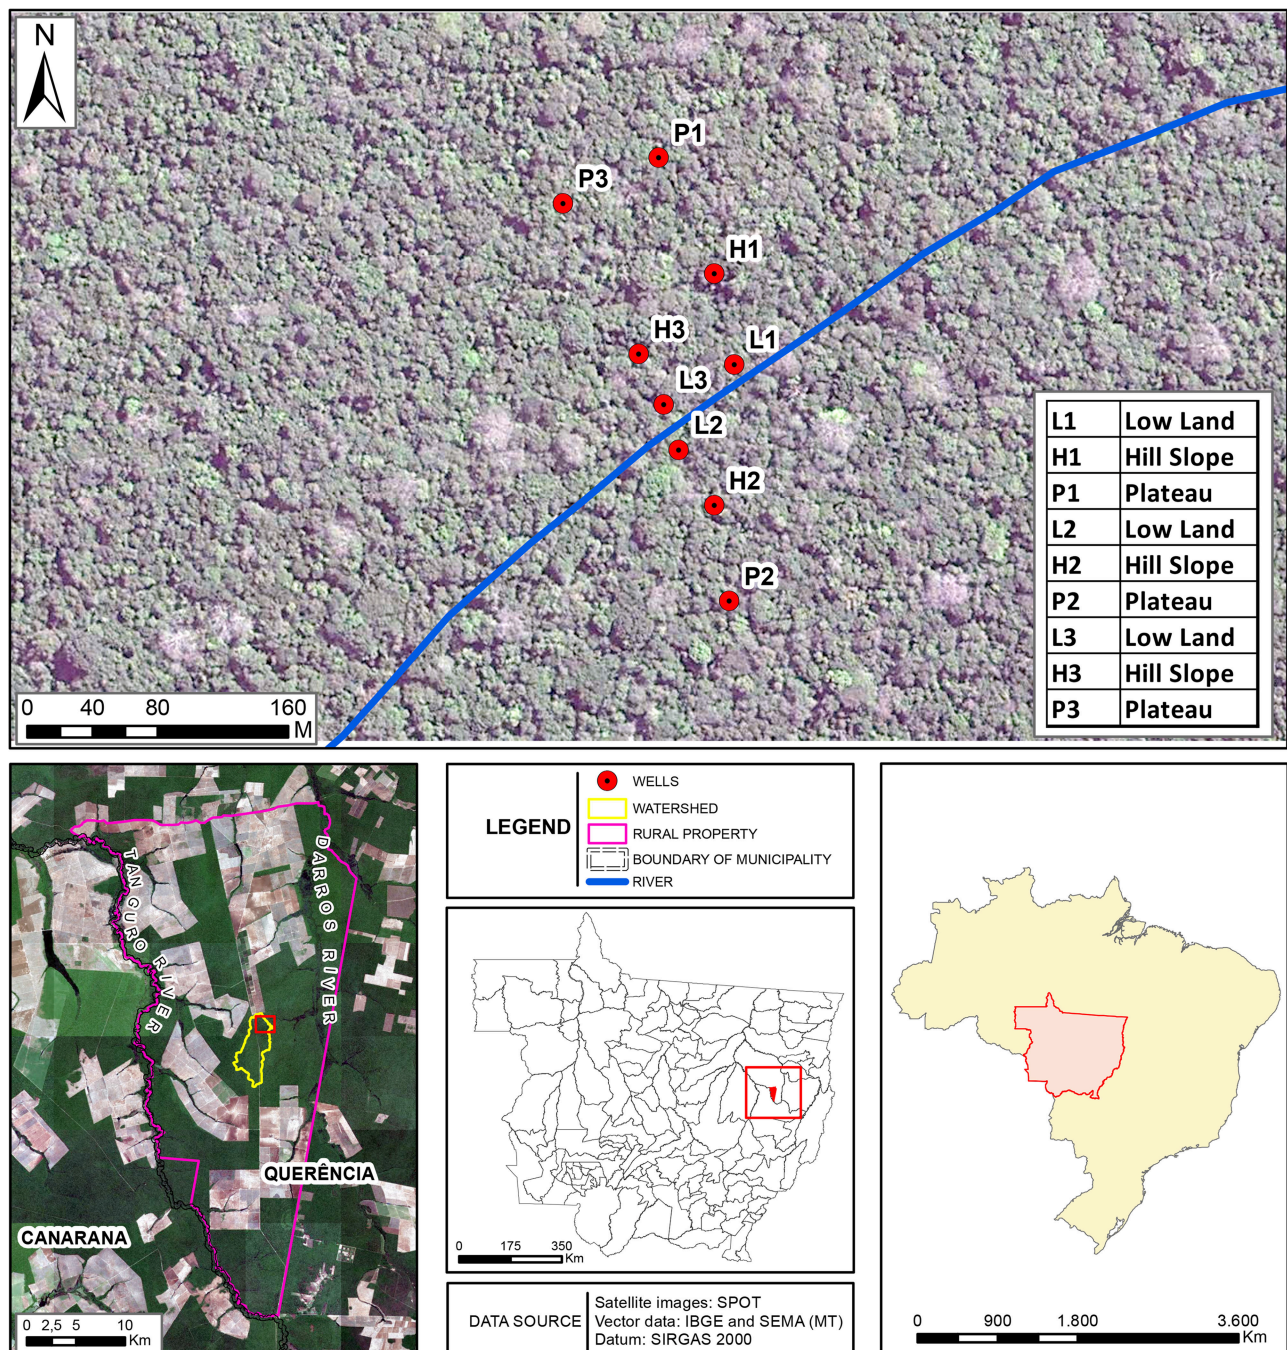 N
P1
P3
H1
H3
L1
L3
L2
H2
P2
L1 Low Land
H1 Hill Slope
P1 Plateau
L2 Low Land
H2 Hill Slope
P2 Plateau
L3 Low Land
H3 Hill Slope
P3 Plateau
0 40 80 160
M
TANGURO RIVER
DARROS RIVER
QUERÊNCIA
CANARANA
0 2,5 5 10
Km
LEGEND
WELLS
WATERSHED
RURAL PROPERTY
BOUNDARY OF MUNICIPALITY
RIVER
0 175 350
Km
DATA SOURCE
Satellite images: SPOT
Vector data: IBGE and SEMA (MT)
Datum: SIRGAS 2000
0 900 1.800 3.600
Km